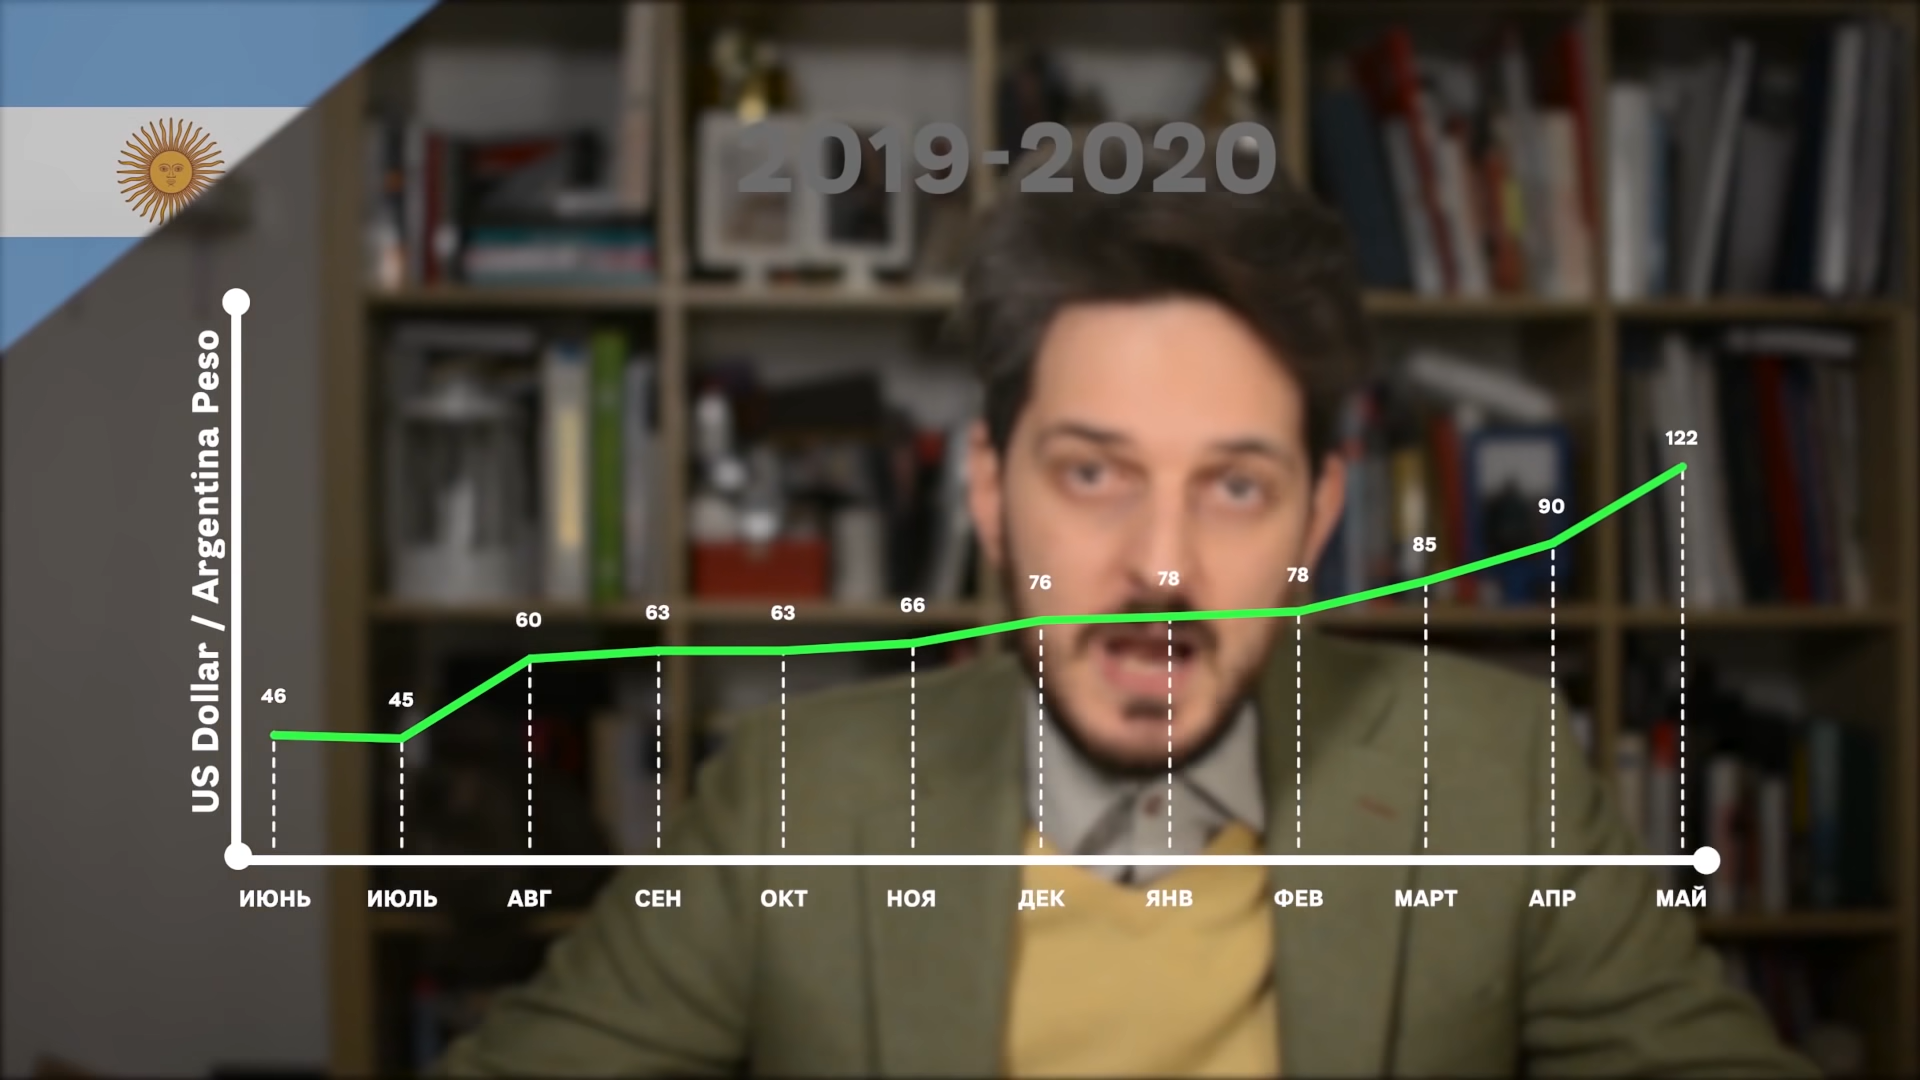 2019-2020
US Dollar / Argentina Peso
46 45 60 63 63 66 76 78 78 85 90 122
ИЮНЬ ИЮЛЬ АВГ СЕН ОКТ НОЯ ДЕК ЯНВ ФЕВ МАРТ АПР МАЙ